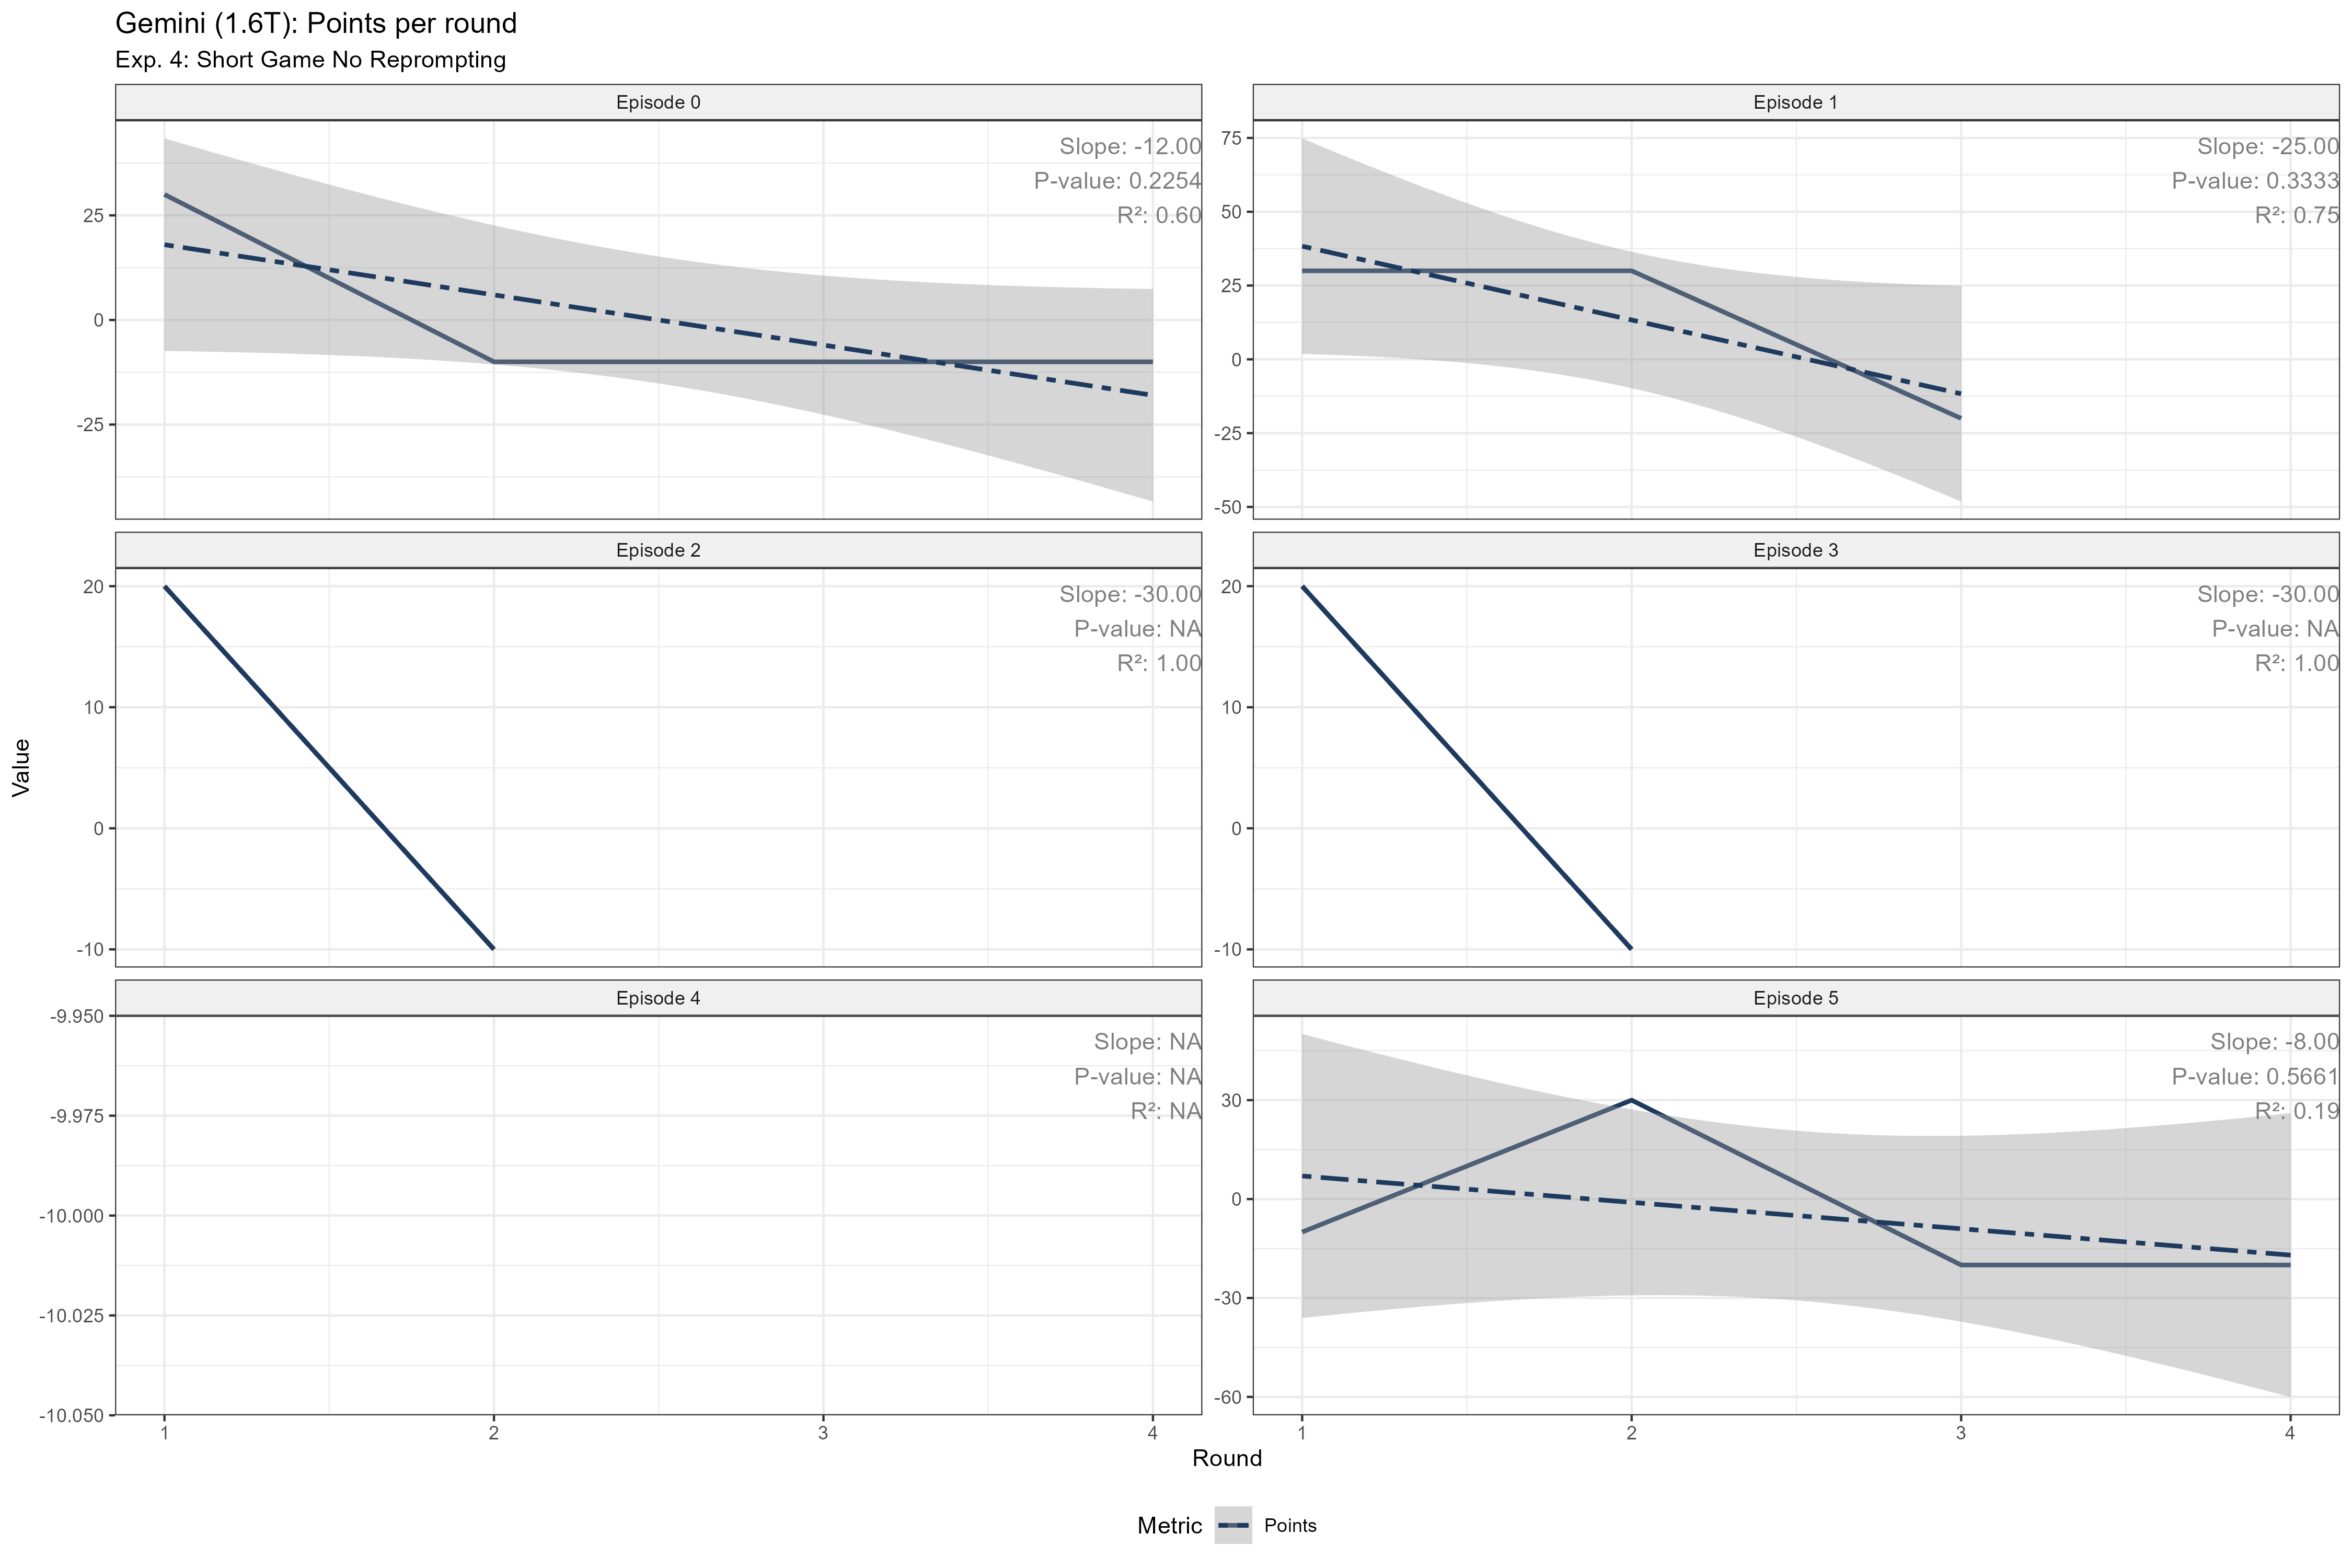 Gemini (1.6T): Points per round
Exp. 4: Short Game No Reprompting
Episode 0
Slope: -12.00
P-value: 0.2254
R²: 0.60
25
0
-25
Episode 1
Slope: -25.00
P-value: 0.3333
R²: 0.75
75
50
25
0
-25
-50
Episode 2
Slope: -30.00
P-value: NA
R²: 1.00
20
10
0
-10
Episode 3
Slope: -30.00
P-value: NA
R²: 1.00
20
10
0
-10
Episode 4
Slope: NA
P-value: NA
R²: NA
-9.950
-9.975
-10.000
-10.025
-10.050
1 2 3 4
Episode 5
Slope: -8.00
P-value: 0.5661
R²: 0.19
30
0
-30
-60
1 2 3 4
Value
Round
Metric Points